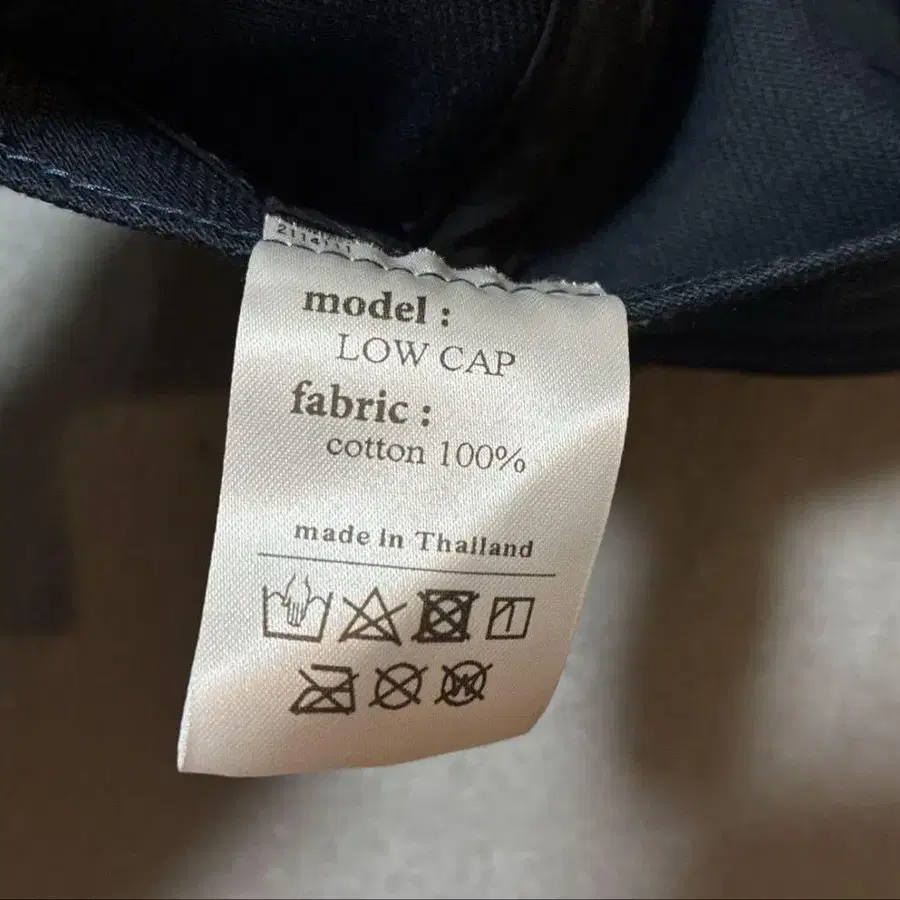 model :
LOW CAP
fabric :
cotton 100%
made in Thailand